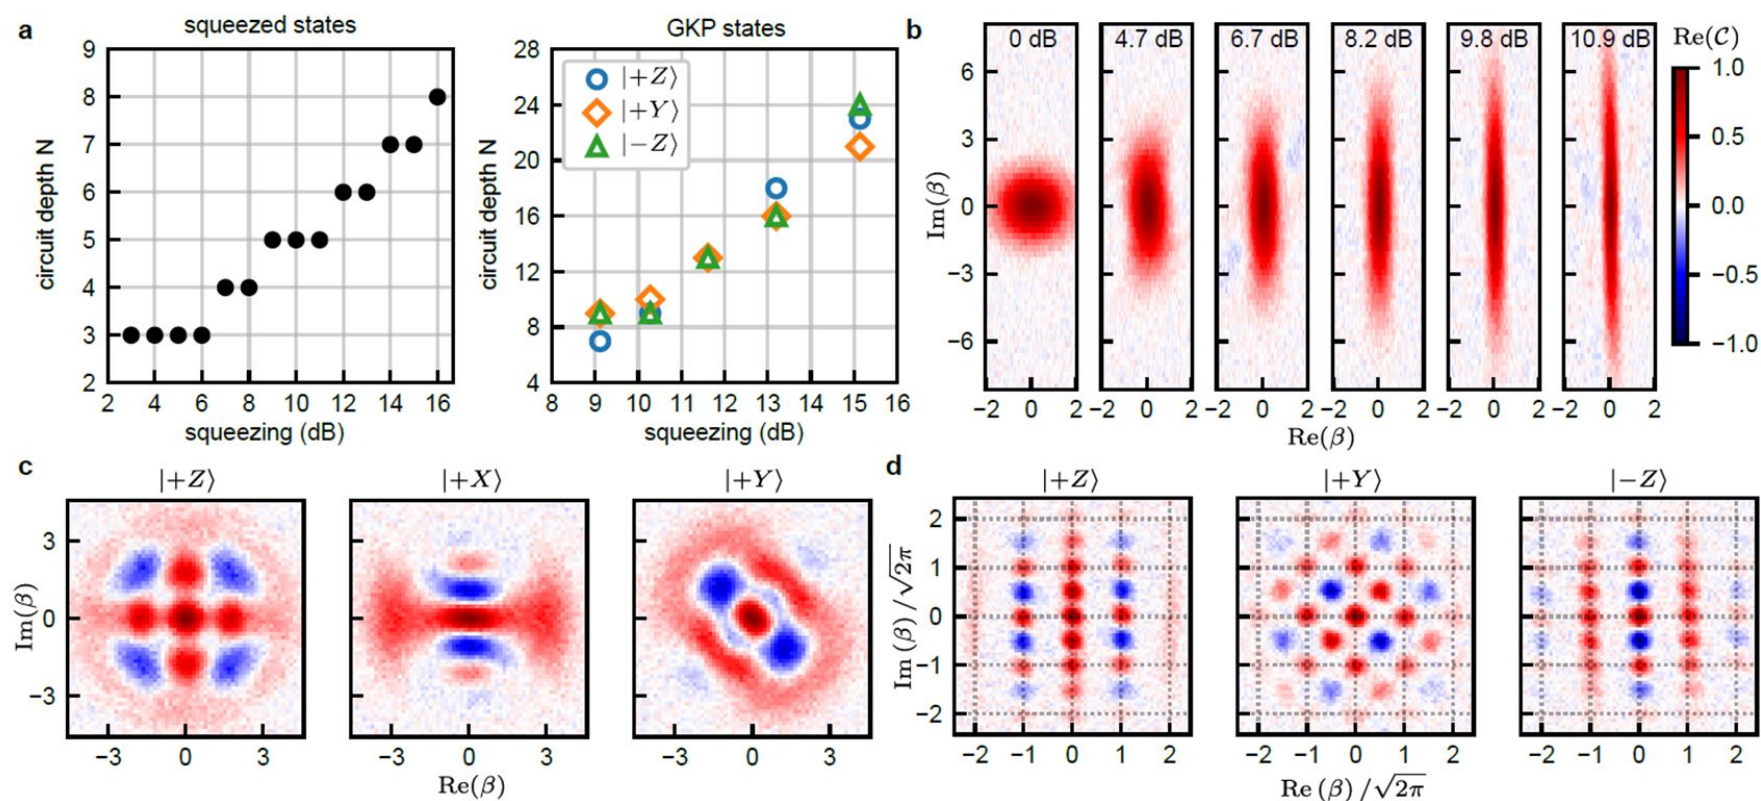 a
squeezed states
circuit depth N
9
8
7
6
5
4
3
2
2 4 6 8 10 12 14 16
squeezing (dB)
GKP states
circuit depth N
28
24
20
16
12
8
4
|+Z⟩
|+Y⟩
|−Z⟩
8 9 10 11 12 13 14 15 16
squeezing (dB)
b
0 dB 4.7 dB 6.7 dB 8.2 dB 9.8 dB 10.9 dB
Im(β)
6
3
0
−3
−6
−2 0 2 −2 0 2 −2 0 2 −2 0 2 −2 0 2 −2 0 2
Re(β)
Re(𝒞)
1.0
0.5
0.0
−0.5
−1.0
c
|+Z⟩ |+X⟩ |+Y⟩
Im(β)
3
0
−3
−3 0 3 −3 0 3 −3 0 3
Re(β)
d
|+Z⟩ |+Y⟩ |−Z⟩
Im (β) /√2π
2
1
0
−1
−2
−2 −1 0 1 2 −2 −1 0 1 2 −2 −1 0 1 2
Re (β) /√2π